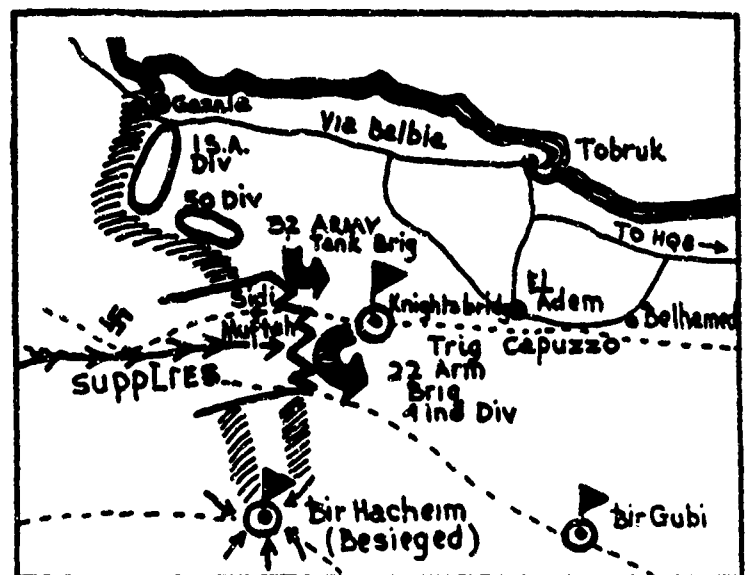 Gazala
Via Balbia
Tobruk
1 S.A.
Div
50 Div
32 ARMY
Tank Brig
TO HQ8
EL
Adem
Knightsbridge
Sidi
Muftah
Belhamed
Trig Capuzzo
SUPPLIES
22 Arm
Brig
4 ind Div
Bir Hacheim
(Besieged)
Bir Gubi